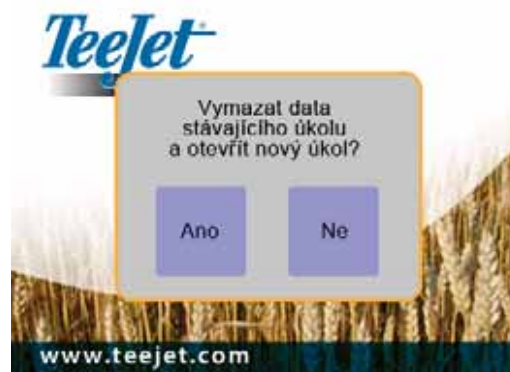 TeeJet
Vymazat data
stávajícího úkolu
a otevřít nový úkol?
Ano
Ne
www.teejet.com